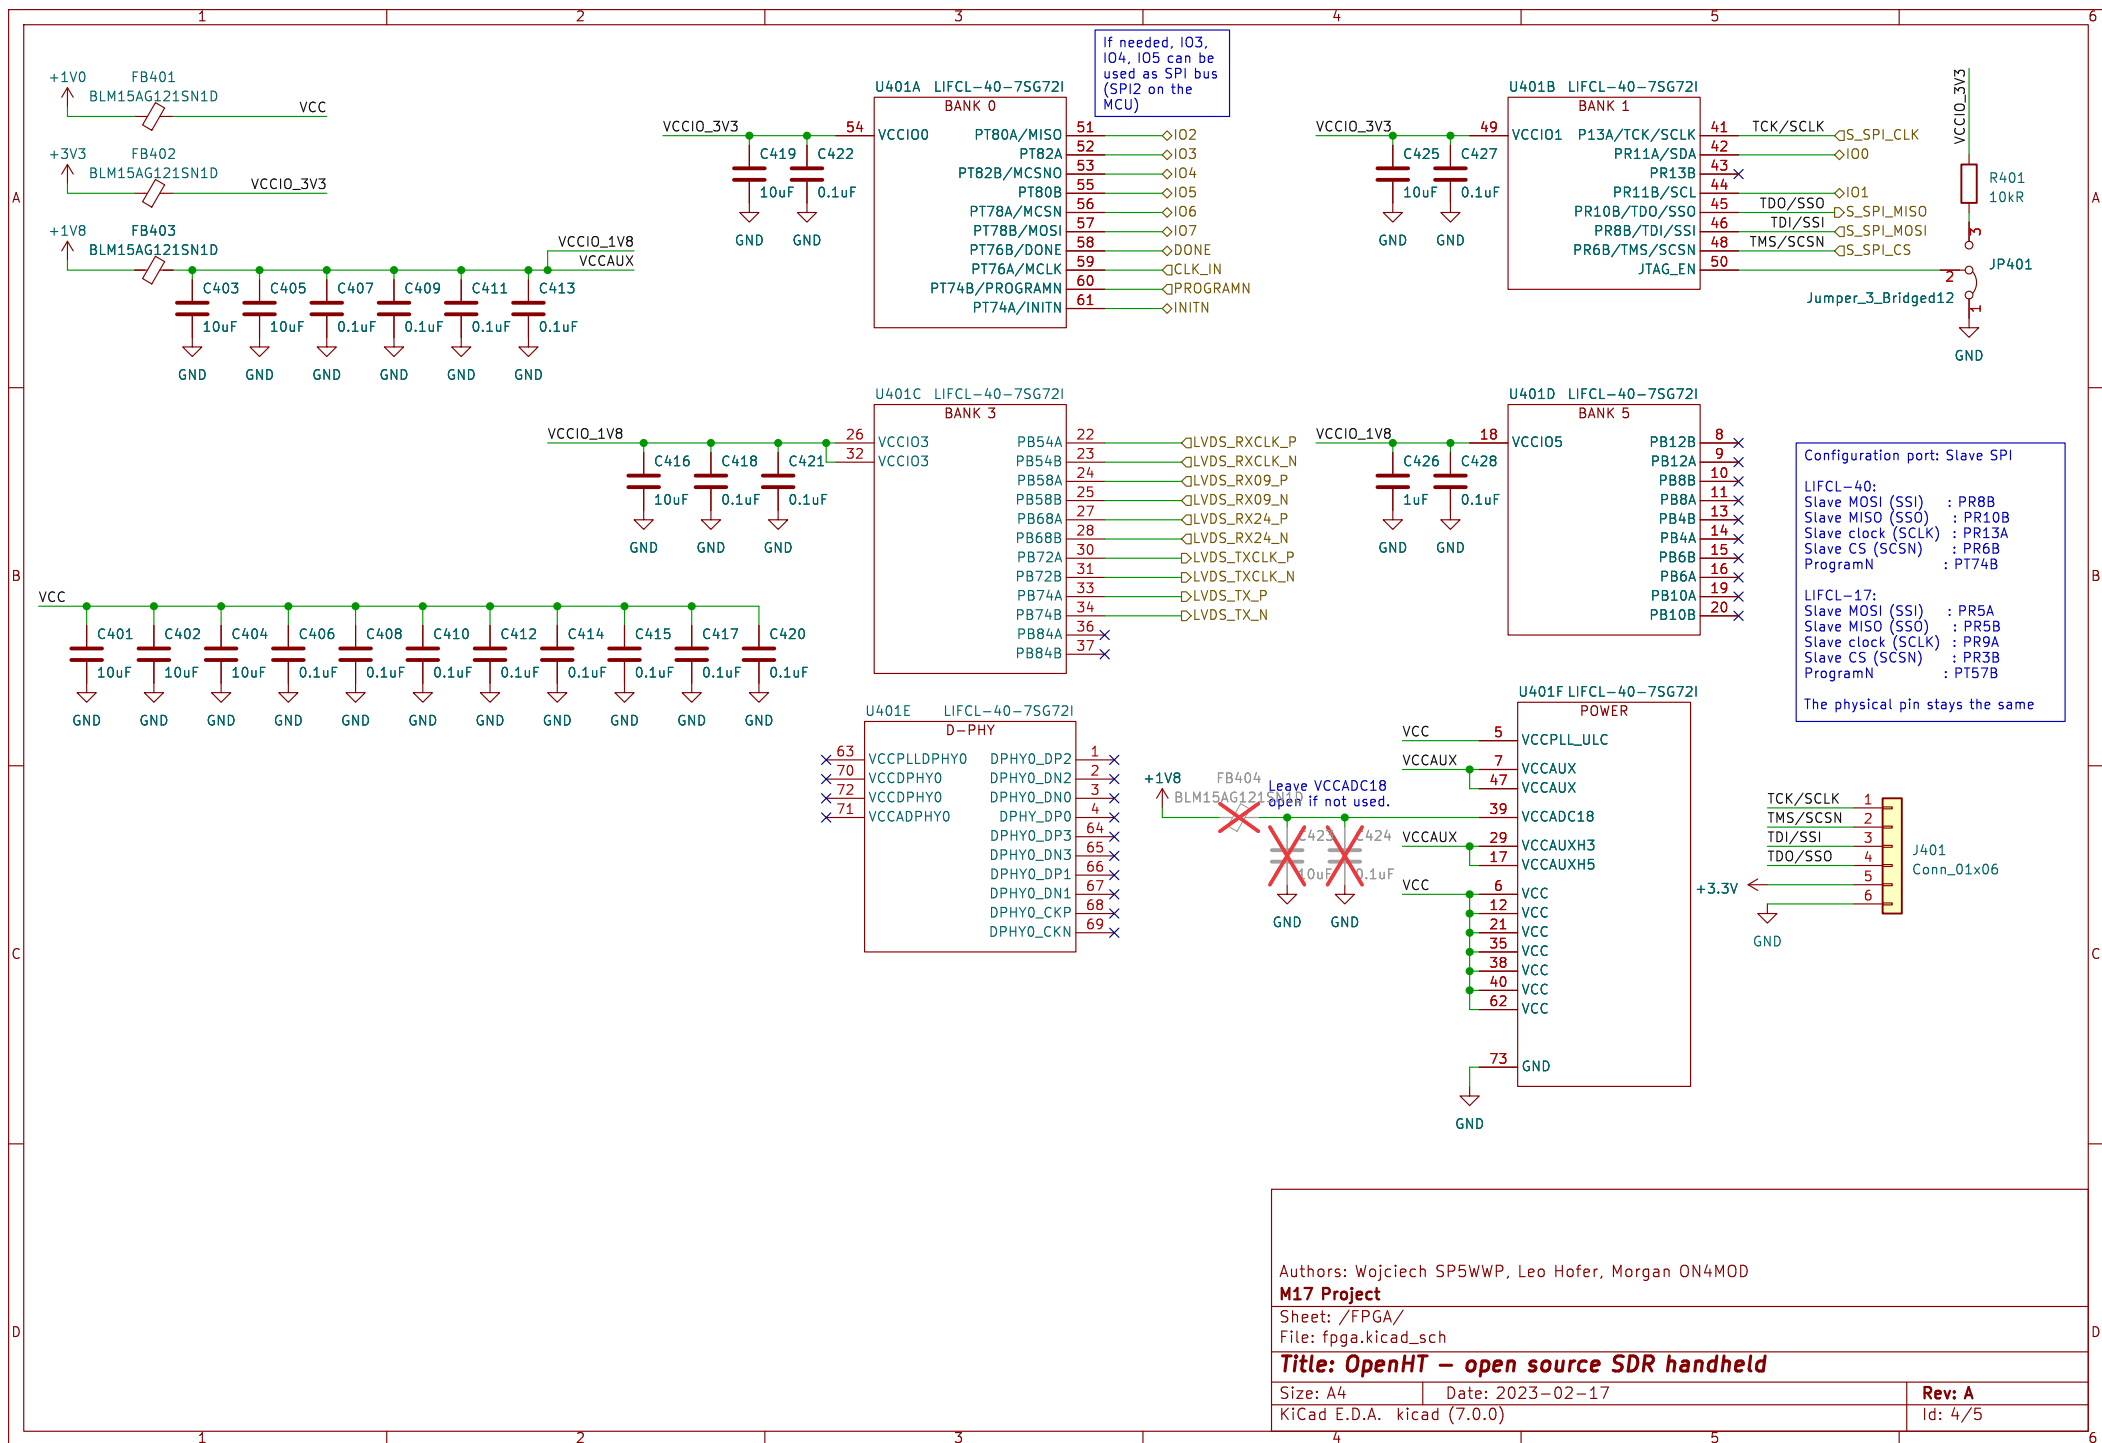 1 2 3 4 5 6
A
B
C
D
+1V0
FB401
BLM15AG121SN1D
VCC
+3V3
FB402
BLM15AG121SN1D
VCCIO_3V3
+1V8
FB403
BLM15AG121SN1D
VCCIO_1V8
VCCAUX
C403 C405 C407 C409 C411 C413
10uF 10uF 0.1uF 0.1uF 0.1uF 0.1uF
GND GND GND GND GND GND
If needed, IO3,
IO4, IO5 can be
used as SPI bus
(SPI2 on the
MCU)
U401A LIFCL-40-7SG72I
BANK 0
VCCIO_3V3 54 VCCIO0
C419 C422
10uF 0.1uF
GND GND
PT80A/MISO 51 IO2
PT82A 52 IO3
PT82B/MCSNO 53 IO4
PT80B 55 IO5
PT78A/MCSN 56 IO6
PT78B/MOSI 57 IO7
PT76B/DONE 58 DONE
PT76A/MCLK 59 CLK_IN
PT74B/PROGRAMN 60 PROGRAMN
PT74A/INITN 61 INITN
U401B LIFCL-40-7SG72I
BANK 1
VCCIO_3V3 49 VCCIO1
C425 C427
10uF 0.1uF
GND GND
P13A/TCK/SCLK 41 TCK/SCLK S_SPI_CLK
PR11A/SDA 42 IO0
PR13B 43
PR11B/SCL 44 IO1
PR10B/TDO/SSO 45 TDO/SSO S_SPI_MISO
PR8B/TDI/SSI 46 TDI/SSI S_SPI_MOSI
PR6B/TMS/SCSN 48 TMS/SCSN S_SPI_CS
JTAG_EN 50
VCCIO_3V3
R401
10kR
3
JP401
2
Jumper_3_Bridged12
1
GND
U401C LIFCL-40-7SG72I
BANK 3
VCCIO_1V8 26 VCCIO3
32 VCCIO3
C416 C418 C421
10uF 0.1uF 0.1uF
GND GND GND
PB54A 22 LVDS_RXCLK_P
PB54B 23 LVDS_RXCLK_N
PB58A 24 LVDS_RX09_P
PB58B 25 LVDS_RX09_N
PB68A 27 LVDS_RX24_P
PB68B 28 LVDS_RX24_N
PB72A 30 LVDS_TXCLK_P
PB72B 31 LVDS_TXCLK_N
PB74A 33 LVDS_TX_P
PB74B 34 LVDS_TX_N
PB84A 36
PB84B 37
U401D LIFCL-40-7SG72I
BANK 5
VCCIO_1V8 18 VCCIO5
C426 C428
1uF 0.1uF
GND GND
PB12B 8
PB12A 9
PB8B 10
PB8A 11
PB4B 13
PB4A 14
PB6B 15
PB6A 16
PB10A 19
PB10B 20
Configuration port: Slave SPI
LIFCL-40:
Slave MOSI (SSI) : PR8B
Slave MISO (SSO) : PR10B
Slave clock (SCLK) : PR13A
Slave CS (SCSN) : PR6B
ProgramN : PT74B
LIFCL-17:
Slave MOSI (SSI) : PR5A
Slave MISO (SSO) : PR5B
Slave clock (SCLK) : PR9A
Slave CS (SCSN) : PR3B
ProgramN : PT57B
The physical pin stays the same
VCC
C401 C402 C404 C406 C408 C410 C412 C414 C415 C417 C420
10uF 10uF 10uF 0.1uF 0.1uF 0.1uF 0.1uF 0.1uF 0.1uF 0.1uF 0.1uF
GND GND GND GND GND GND GND GND GND GND GND
U401E LIFCL-40-7SG72I
D-PHY
63 VCCPLLDPHY0 DPHY0_DP2 1
70 VCCDPHY0 DPHY0_DN2 2
72 VCCDPHY0 DPHY0_DN0 3
71 VCCADPHY0 DPHY_DP0 4
DPHY0_DP3 64
DPHY0_DN3 65
DPHY0_DP1 66
DPHY0_DN1 67
DPHY0_CKP 68
DPHY0_CKN 69
+1V8
FB404
BLM15AG121SN1D
Leave VCCADC18
open if not used.
C423 C424
10uF 0.1uF
GND GND
U401F LIFCL-40-7SG72I
POWER
VCC 5 VCCPLL_ULC
VCCAUX 7 VCCAUX
47 VCCAUX
39 VCCADC18
VCCAUX 29 VCCAUXH3
17 VCCAUXH5
VCC 6 VCC
12 VCC
21 VCC
35 VCC
38 VCC
40 VCC
62 VCC
73 GND
GND
TCK/SCLK 1
TMS/SCSN 2
TDI/SSI 3
TDO/SSO 4
+3.3V 5
6
GND
J401
Conn_01x06
Authors: Wojciech SP5WWP, Leo Hofer, Morgan ON4MOD
M17 Project
Sheet: /FPGA/
File: fpga.kicad_sch
Title: OpenHT – open source SDR handheld
Size: A4 Date: 2023-02-17 Rev: A
KiCad E.D.A. kicad (7.0.0) Id: 4/5
A
B
C
D
1 2 3 4 5 6